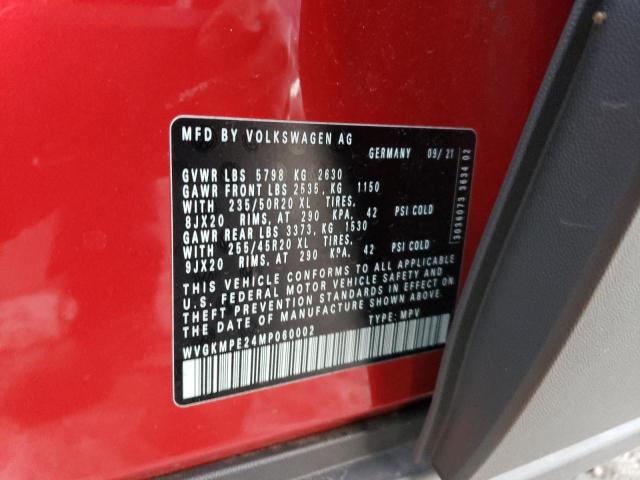 MFD BY VOLKSWAGEN AG
GERMANY 09/21
GVWR LBS 5798 KG 2630
GAWR FRONT LBS 2535, KG 1150
WITH 235/50R20 XL TIRES,
8JX20 RIMS, AT 290 KPA, 42 PSI COLD
GAWR REAR LBS 3373, KG 1530
WITH 255/45R20 XL TIRES,
9JX20 RIMS, AT 290 KPA, 42 PSI COLD
THIS VEHICLE CONFORMS TO ALL APPLICABLE
U.S. FEDERAL MOTOR VEHICLE SAFETY AND
THEFT PREVENTION STANDARDS IN EFFECT ON
THE DATE OF MANUFACTURE SHOWN ABOVE.
WVGKMPE24MP060002 TYPE: MPV
3036073 3634 02